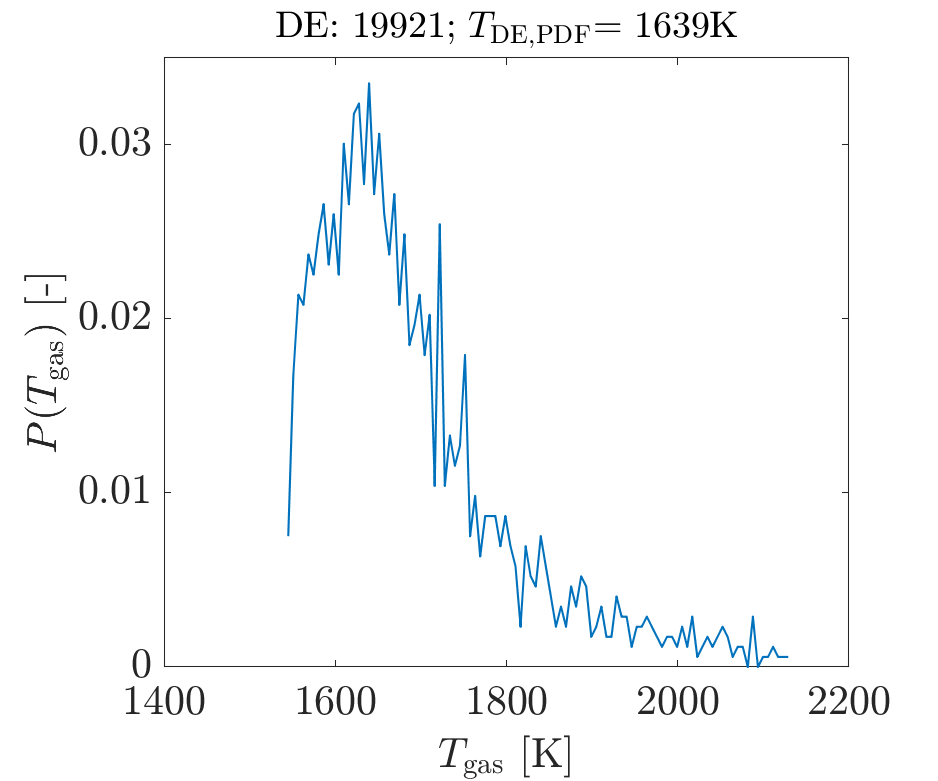 DE: 19921; T_DE,PDF= 1639K
P(T_gas) [-]
0.03
0.02
0.01
0
1400 1600 1800 2000 2200
T_gas [K]